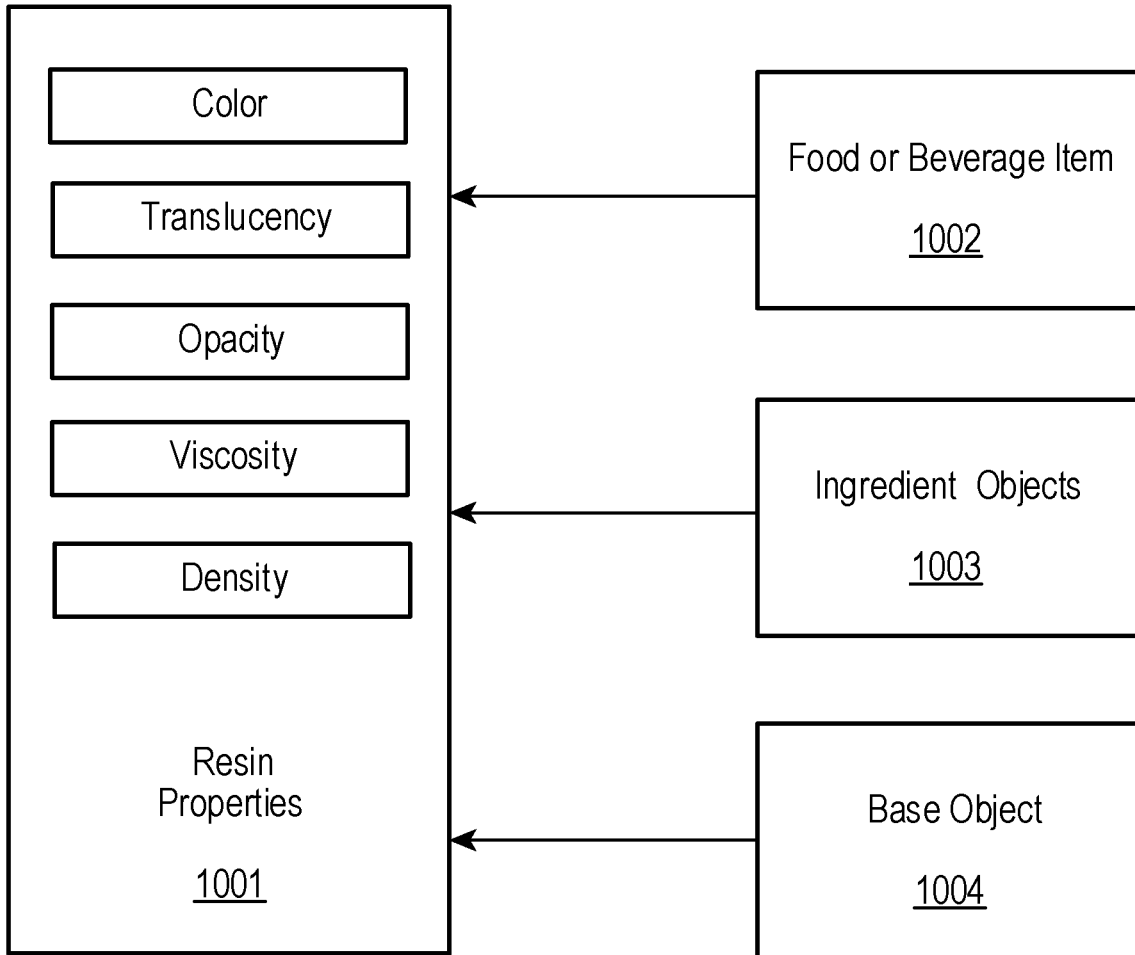 Color
Translucency
Opacity
Viscosity
Density
Resin
Properties
1001
Food or Beverage Item
1002
Ingredient Objects
1003
Base Object
1004